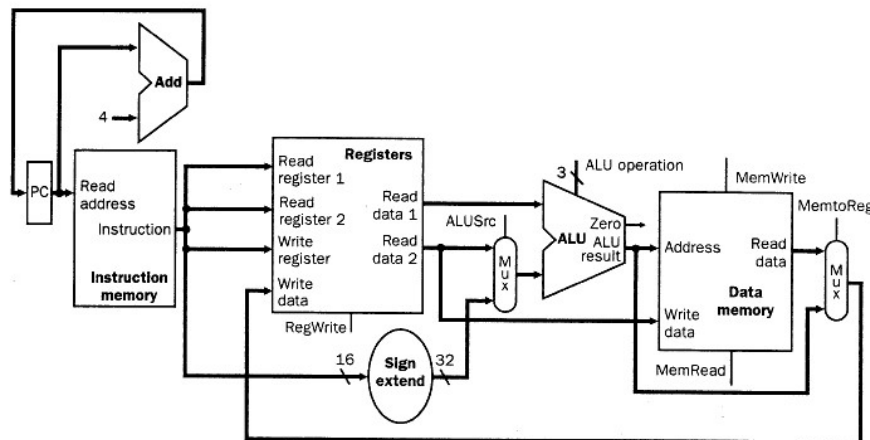 Add
4
PC
Read
address
Instruction
Instruction
memory
Registers
Read
register 1
Read
register 2
Write
register
Write
data
Read
data 1
Read
data 2
RegWrite
16
Sign
extend
32
ALUSrc
Mux
3
ALU operation
Zero
ALU
ALU
result
MemWrite
Address
Read
data
Write
data
Data
memory
MemRead
MemtoReg
Mux